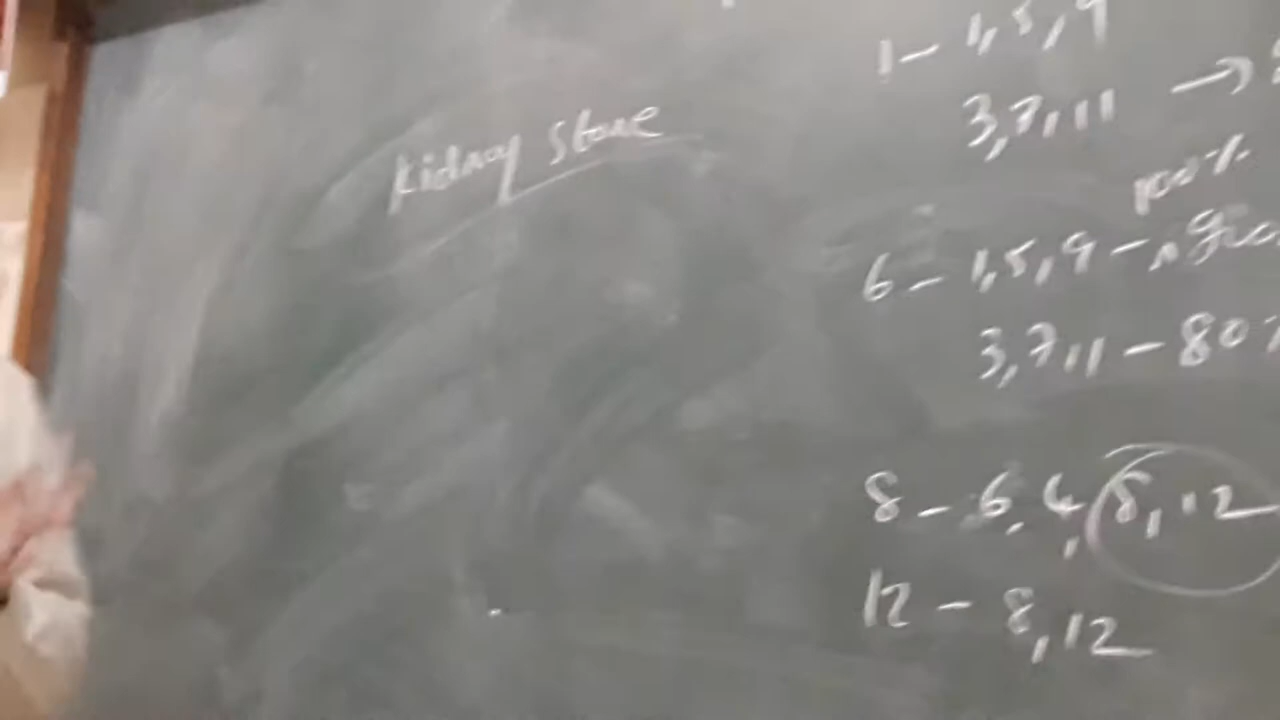 Kidney Stone
1 - 1, 5, 9
3, 7, 11 →
100%
6 - 1, 5, 9 -
3, 7, 11 - 80%
8 - 6, 4, 8, 12
12 - 8, 12